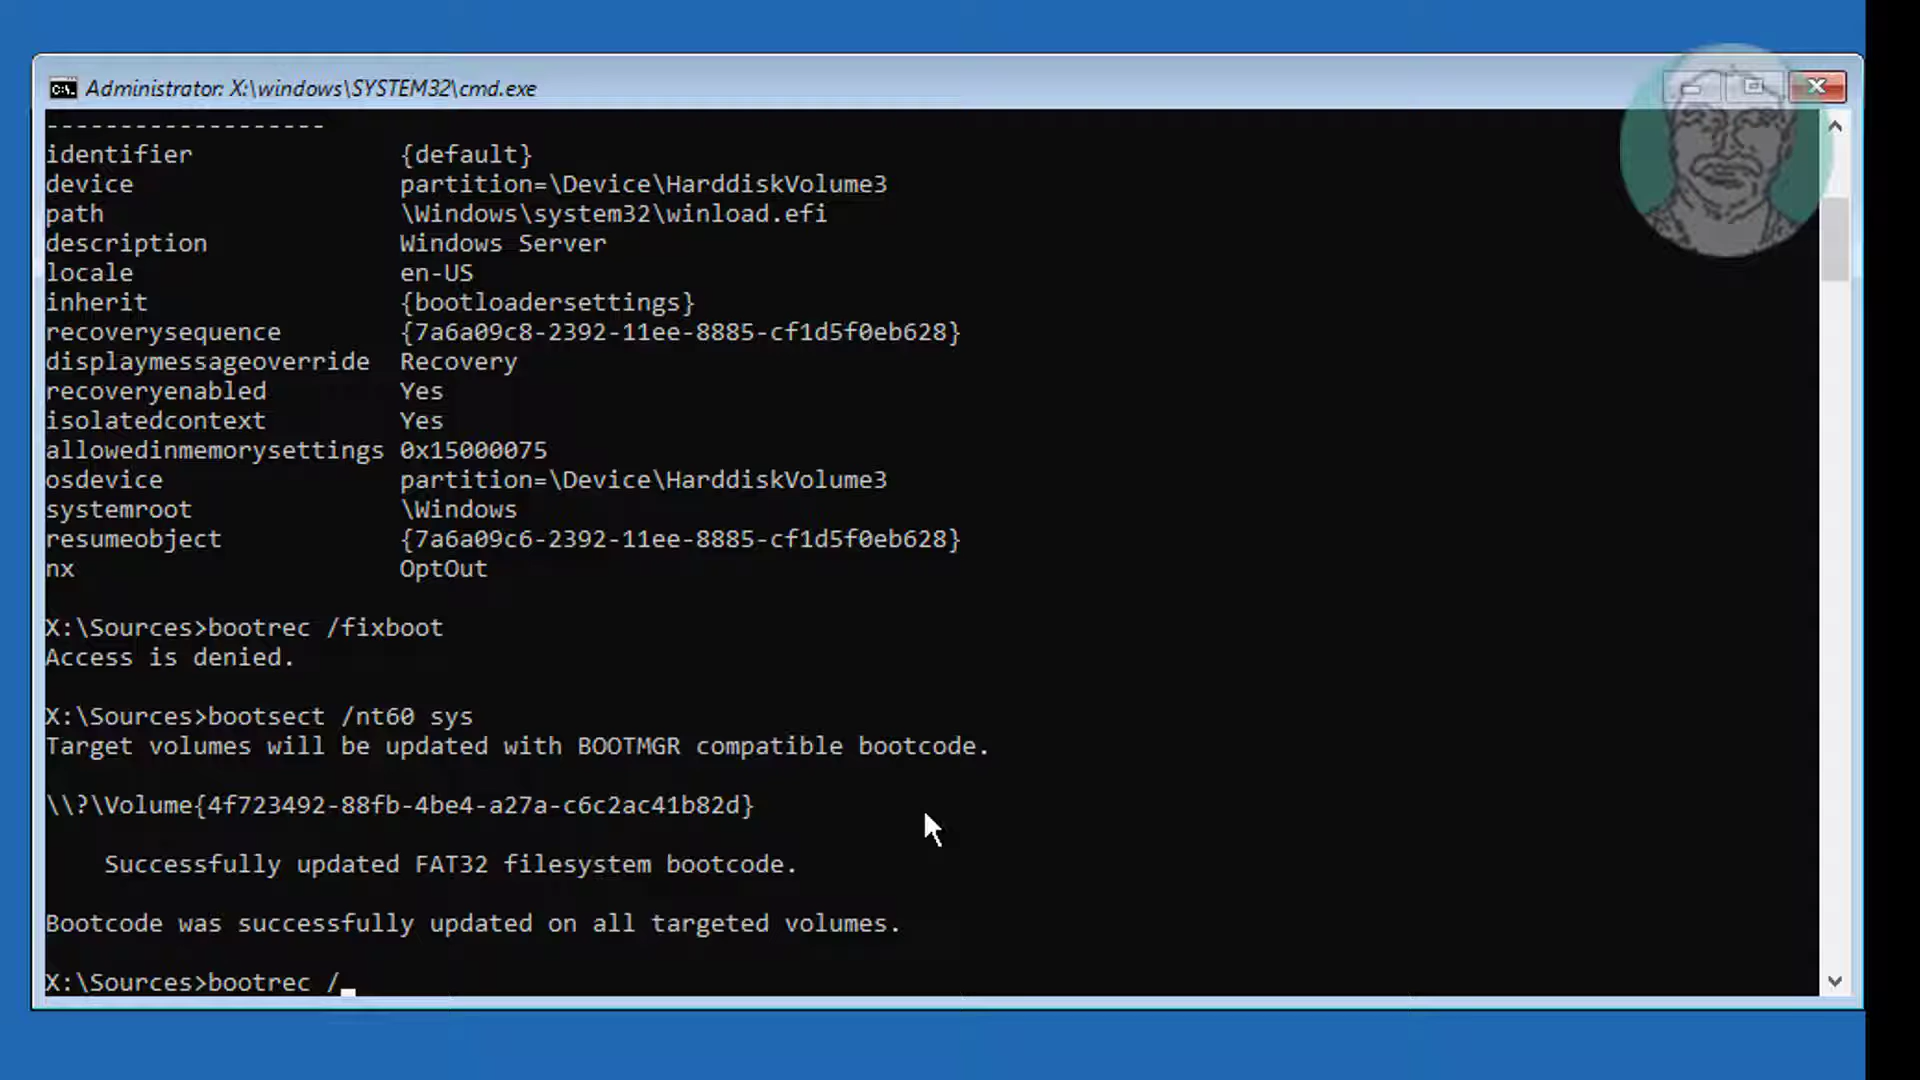 Administrator: X:\windows\SYSTEM32\cmd.exe
-------------------
identifier              {default}
device                  partition=\Device\HarddiskVolume3
path                    \Windows\system32\winload.efi
description             Windows Server
locale                  en-US
inherit                 {bootloadersettings}
recoverysequence        {7a6a09c8-2392-11ee-8885-cf1d5f0eb628}
displaymessageoverride  Recovery
recoveryenabled         Yes
isolatedcontext         Yes
allowedinmemorysettings 0x15000075
osdevice                partition=\Device\HarddiskVolume3
systemroot              \Windows
resumeobject            {7a6a09c6-2392-11ee-8885-cf1d5f0eb628}
nx                      OptOut
X:\Sources>bootrec /fixboot
Access is denied.
X:\Sources>bootsect /nt60 sys
Target volumes will be updated with BOOTMGR compatible bootcode.
\\?\Volume{4f723492-88fb-4be4-a27a-c6c2ac41b82d}
    Successfully updated FAT32 filesystem bootcode.
Bootcode was successfully updated on all targeted volumes.
X:\Sources>bootrec /_